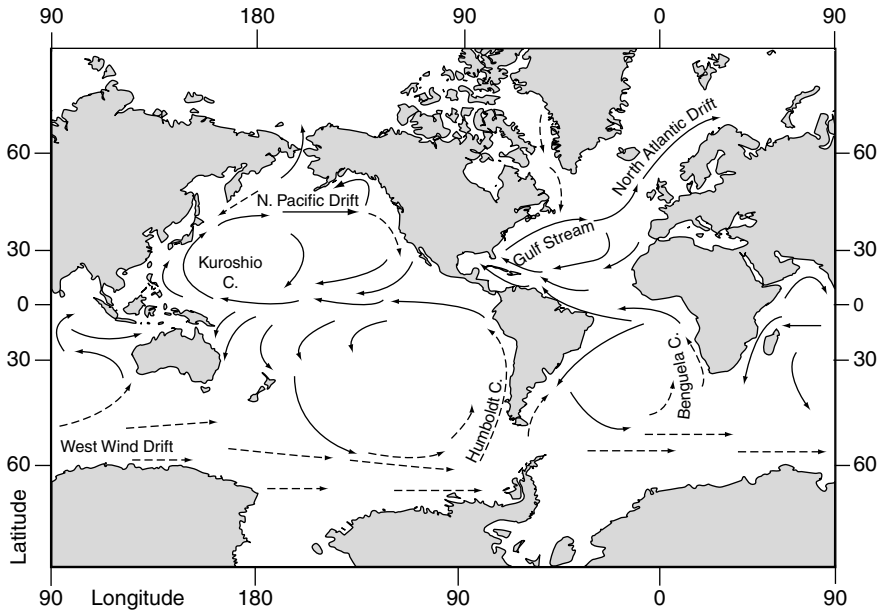 90 180 90 0 90
60 60
North Atlantic Drift
N. Pacific Drift
30 30
Gulf Stream
Kuroshio
C.
0 0
30 30
Benguela C.
Humboldt C.
West Wind Drift
60 60
Latitude
90 Longitude 180 90 0 90